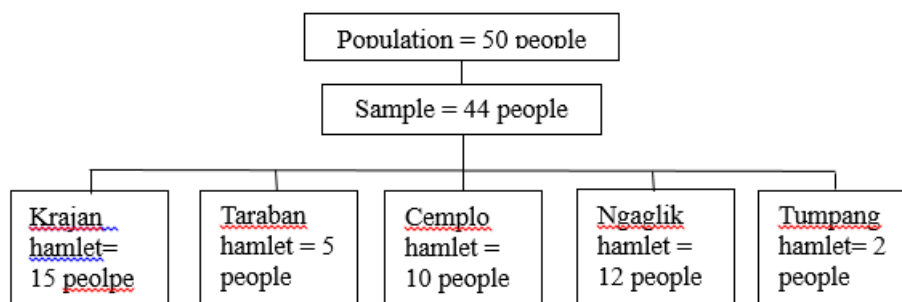 Population = 50 people
Sample = 44 people
Krajan
hamlet=
15 peolpe
Taraban
hamlet = 5
people
Cemplo
hamlet =
10 people
Ngaglik
hamlet =
12 people
Tumpang
hamlet= 2
people